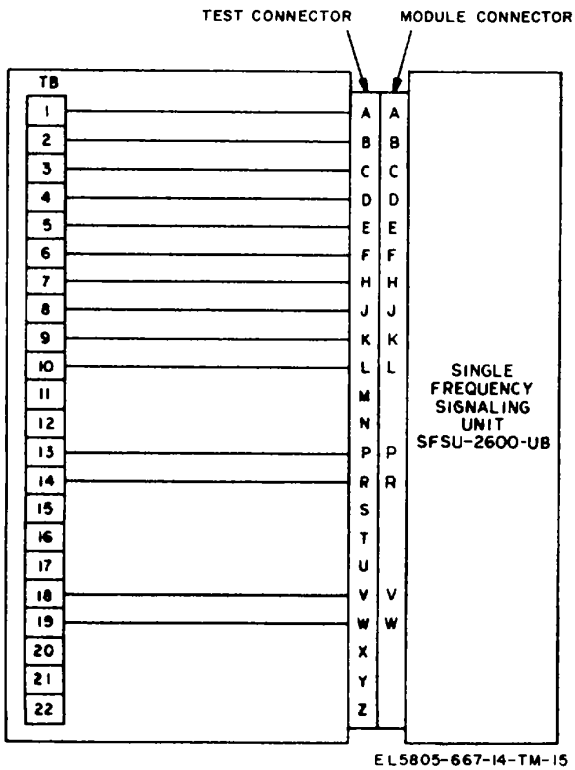 TEST CONNECTOR MODULE CONNECTOR
TB
1 A A
2 B B
3 C C
4 D D
5 E E
6 F F
7 H H
8 J J
9 K K
10 L L
11 M
12 N
13 P P
14 R R
15 S
16 T
17 U
18 V V
19 W W
20 X
21 Y
22 Z
SINGLE
FREQUENCY
SIGNALING
UNIT
SFSU-2600-UB
EL5805-667-14-TM-15